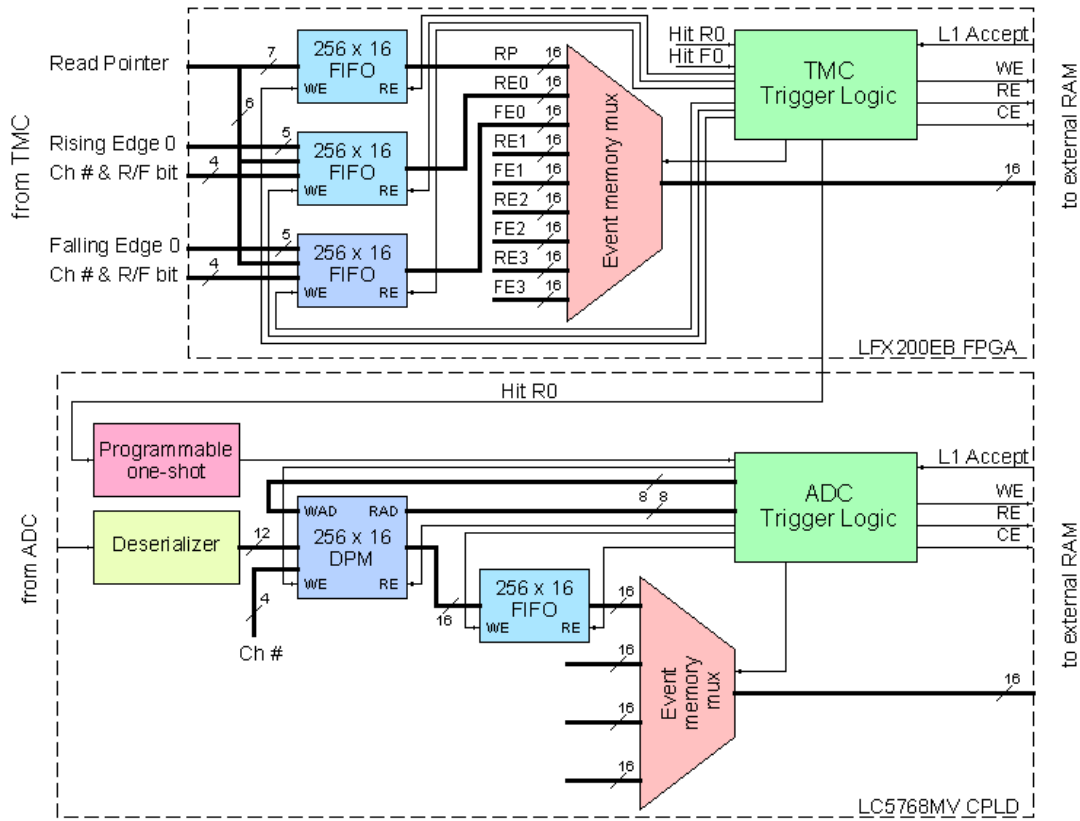 Hit R0
Hit F0
L1 Accept
WE
RE
CE
TMC
Trigger Logic
Read Pointer
7
256 x 16
FIFO
WE RE
6
Rising Edge 0
5
Ch # & R/F bit
4
256 x 16
FIFO
WE RE
Falling Edge 0
5
Ch # & R/F bit
4
256 x 16
FIFO
WE RE
from TMC
RP 16
RE0 16
FE0 16
RE1 16
FE1 16
RE2 16
FE2 16
RE3 16
FE3 16
Event memory mux
16
to external RAM
LFX200EB FPGA
Hit R0
Programmable
one-shot
Deserializer
from ADC
12
4
Ch #
WAD RAD
256 x 16
DPM
WE RE
8 8
16
256 x 16
FIFO
WE RE
ADC
Trigger Logic
L1 Accept
WE
RE
CE
16
16
16
16
Event
memory
mux
16
to external RAM
LC5768MV CPLD